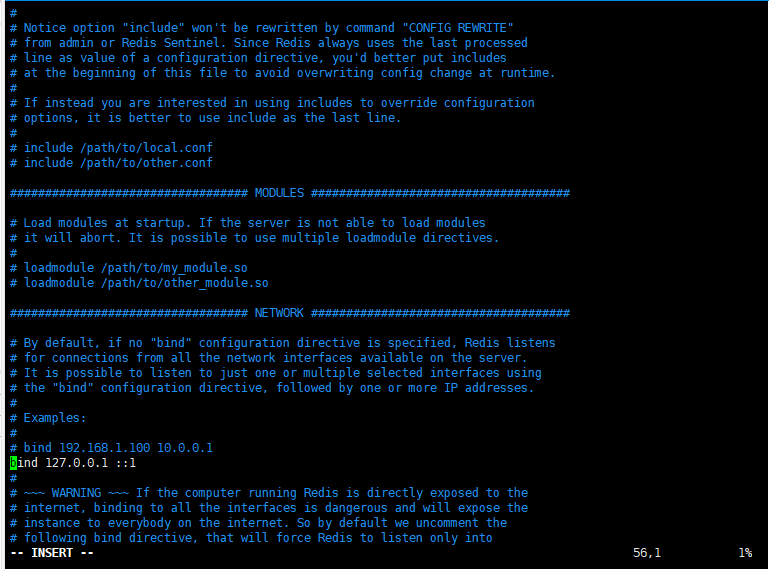 #
# Notice option "include" won't be rewritten by command "CONFIG REWRITE"
# from admin or Redis Sentinel. Since Redis always uses the last processed
# line as value of a configuration directive, you'd better put includes
# at the beginning of this file to avoid overwriting config change at runtime.
#
# If instead you are interested in using includes to override configuration
# options, it is better to use include as the last line.
#
# include /path/to/local.conf
# include /path/to/other.conf

################################## MODULES #####################################

# Load modules at startup. If the server is not able to load modules
# it will abort. It is possible to use multiple loadmodule directives.
#
# loadmodule /path/to/my_module.so
# loadmodule /path/to/other_module.so

################################## NETWORK #####################################

# By default, if no "bind" configuration directive is specified, Redis listens
# for connections from all the network interfaces available on the server.
# It is possible to listen to just one or multiple selected interfaces using
# the "bind" configuration directive, followed by one or more IP addresses.
#
# Examples:
#
# bind 192.168.1.100 10.0.0.1
bind 127.0.0.1 ::1
#
# ~~~ WARNING ~~~ If the computer running Redis is directly exposed to the
# internet, binding to all the interfaces is dangerous and will expose the
# instance to everybody on the internet. So by default we uncomment the
# following bind directive, that will force Redis to listen only into
-- INSERT -- 56,1 1%